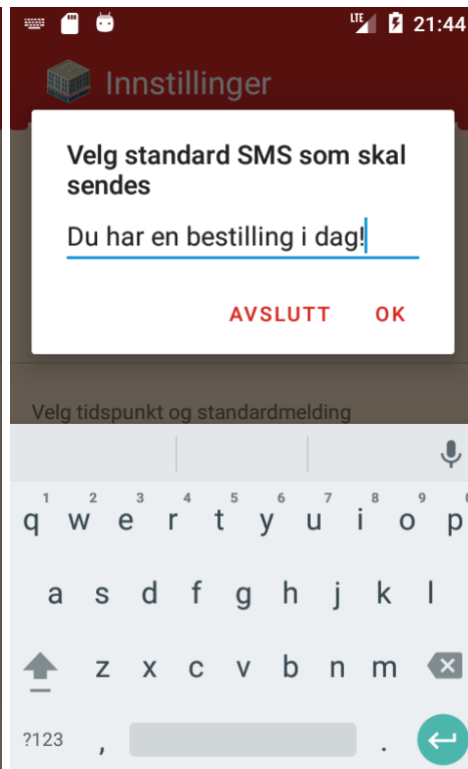 LTE 21:44
Innstillinger
Velg standard SMS som skal
sendes
Du har en bestilling i dag!
AVSLUTT OK
Velg tidspunkt og standardmelding
1 2 3 4 5 6 7 8 9 0
q w e r t y u i o p
a s d f g h j k l
z x c v b n m
?123 , .